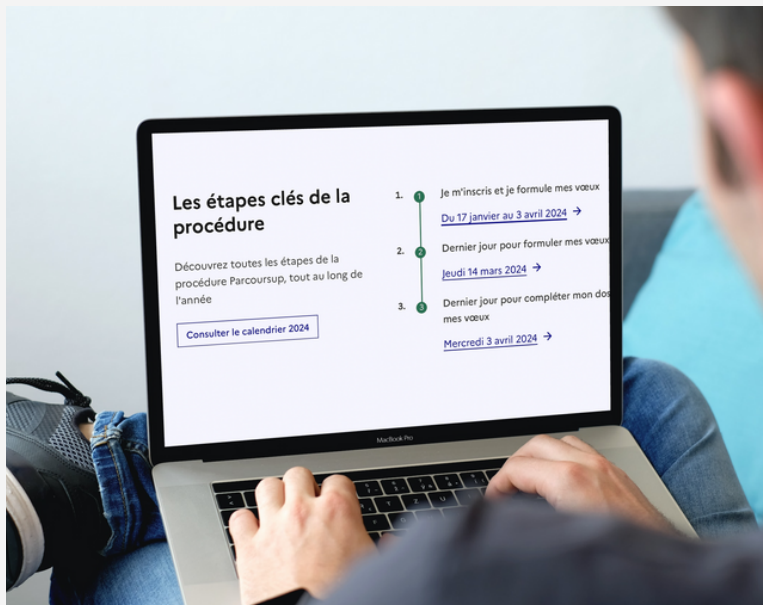 Les étapes clés de la
procédure
Découvrez toutes les étapes de la
procédure Parcoursup, tout au long de
l'année
Consulter le calendrier 2024
1. 1 Je m'inscris et je formule mes vœux
Du 17 janvier au 3 avril 2024 →
2. 2 Dernier jour pour formuler mes vœux
Jeudi 14 mars 2024 →
3. 3 Dernier jour pour compléter mon dos
mes vœux
Mercredi 3 avril 2024 →
MacBook Pro